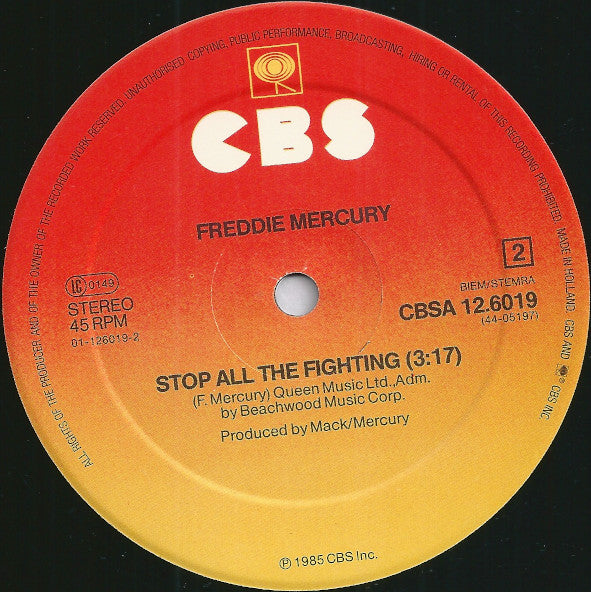 ALL RIGHTS OF THE PRODUCER AND OF THE OWNER OF THE RECORDED WORK RESERVED. UNAUTHORISED COPYING, PUBLIC PERFORMANCE, BROADCASTING, HIRING OR RENTAL OF THIS RECORDING PROHIBITED. MADE IN HOLLAND. CBS AND ® CBS INC
CBS
FREDDIE MERCURY
2
LC 0149
STEREO
45 RPM
01-126019-2
BIEM/STEMRA
CBSA 12.6019
(44-05197)
STOP ALL THE FIGHTING (3:17)
(F. Mercury) Queen Music Ltd.,Adm.
by Beachwood Music Corp.
Produced by Mack/Mercury
℗ 1985 CBS Inc.